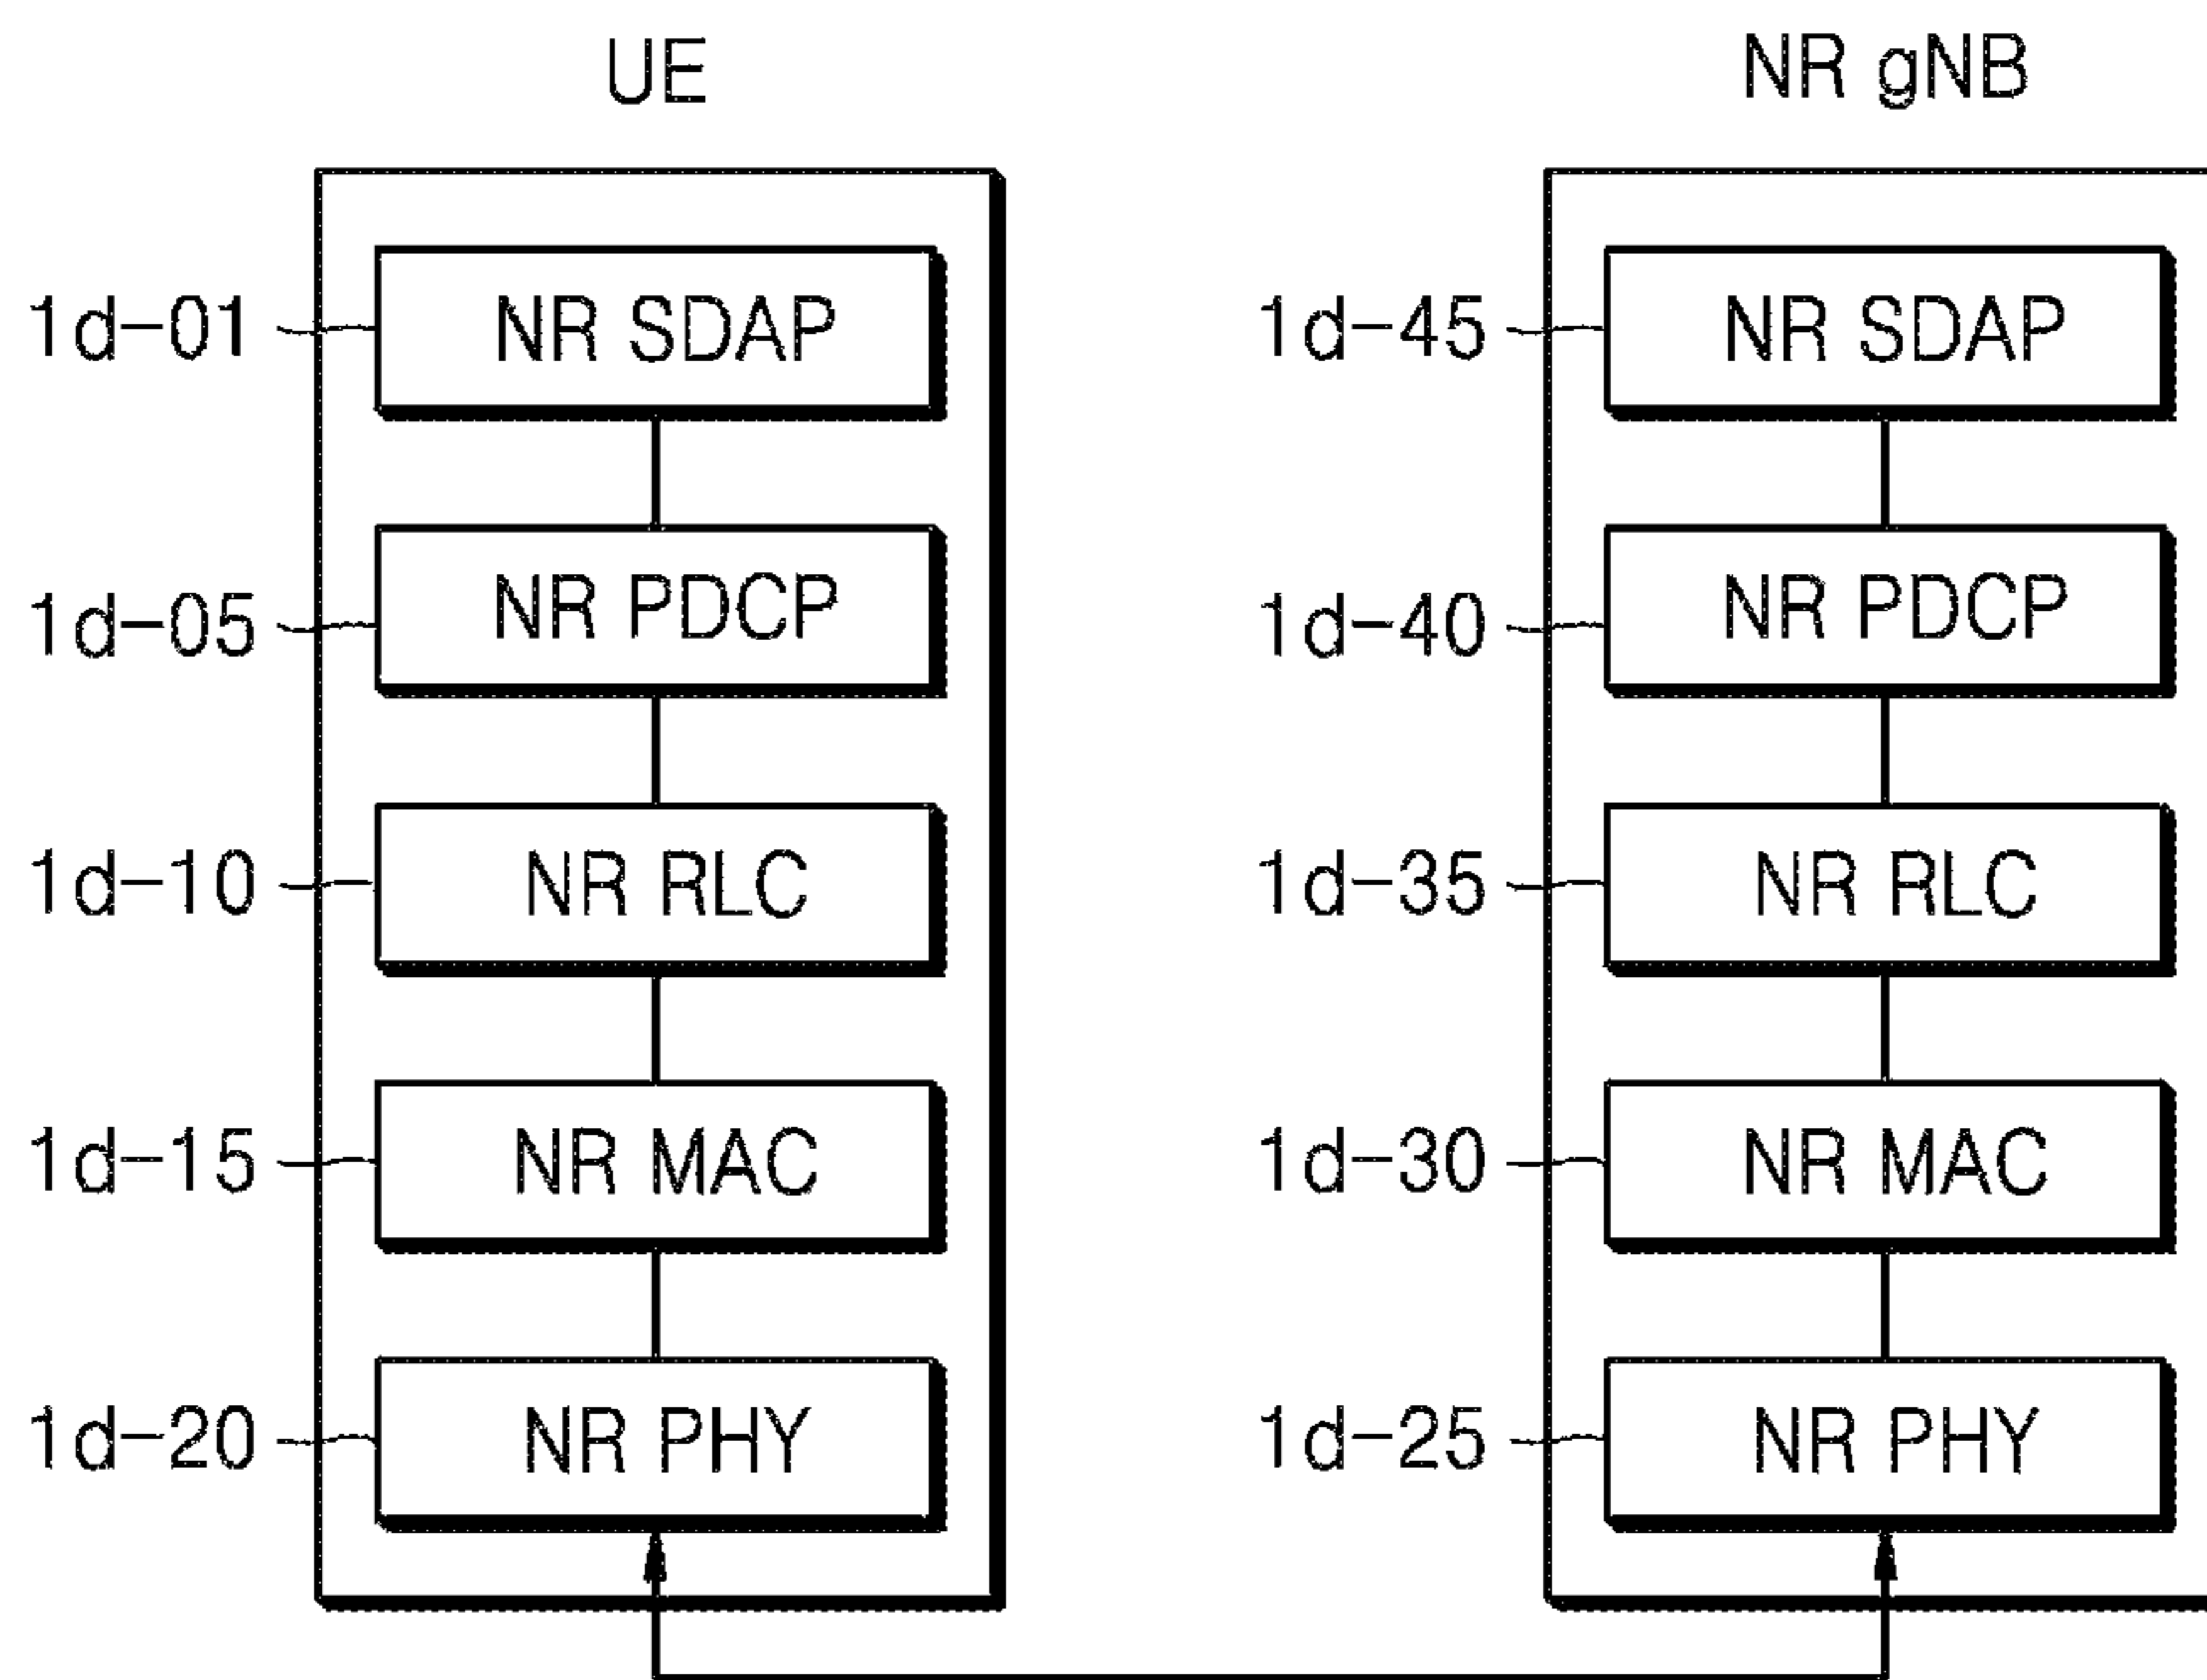 UE
NR gNB
1d-01 NR SDAP
1d-45 NR SDAP
1d-05 NR PDCP
1d-40 NR PDCP
1d-10 NR RLC
1d-35 NR RLC
1d-15 NR MAC
1d-30 NR MAC
1d-20 NR PHY
1d-25 NR PHY